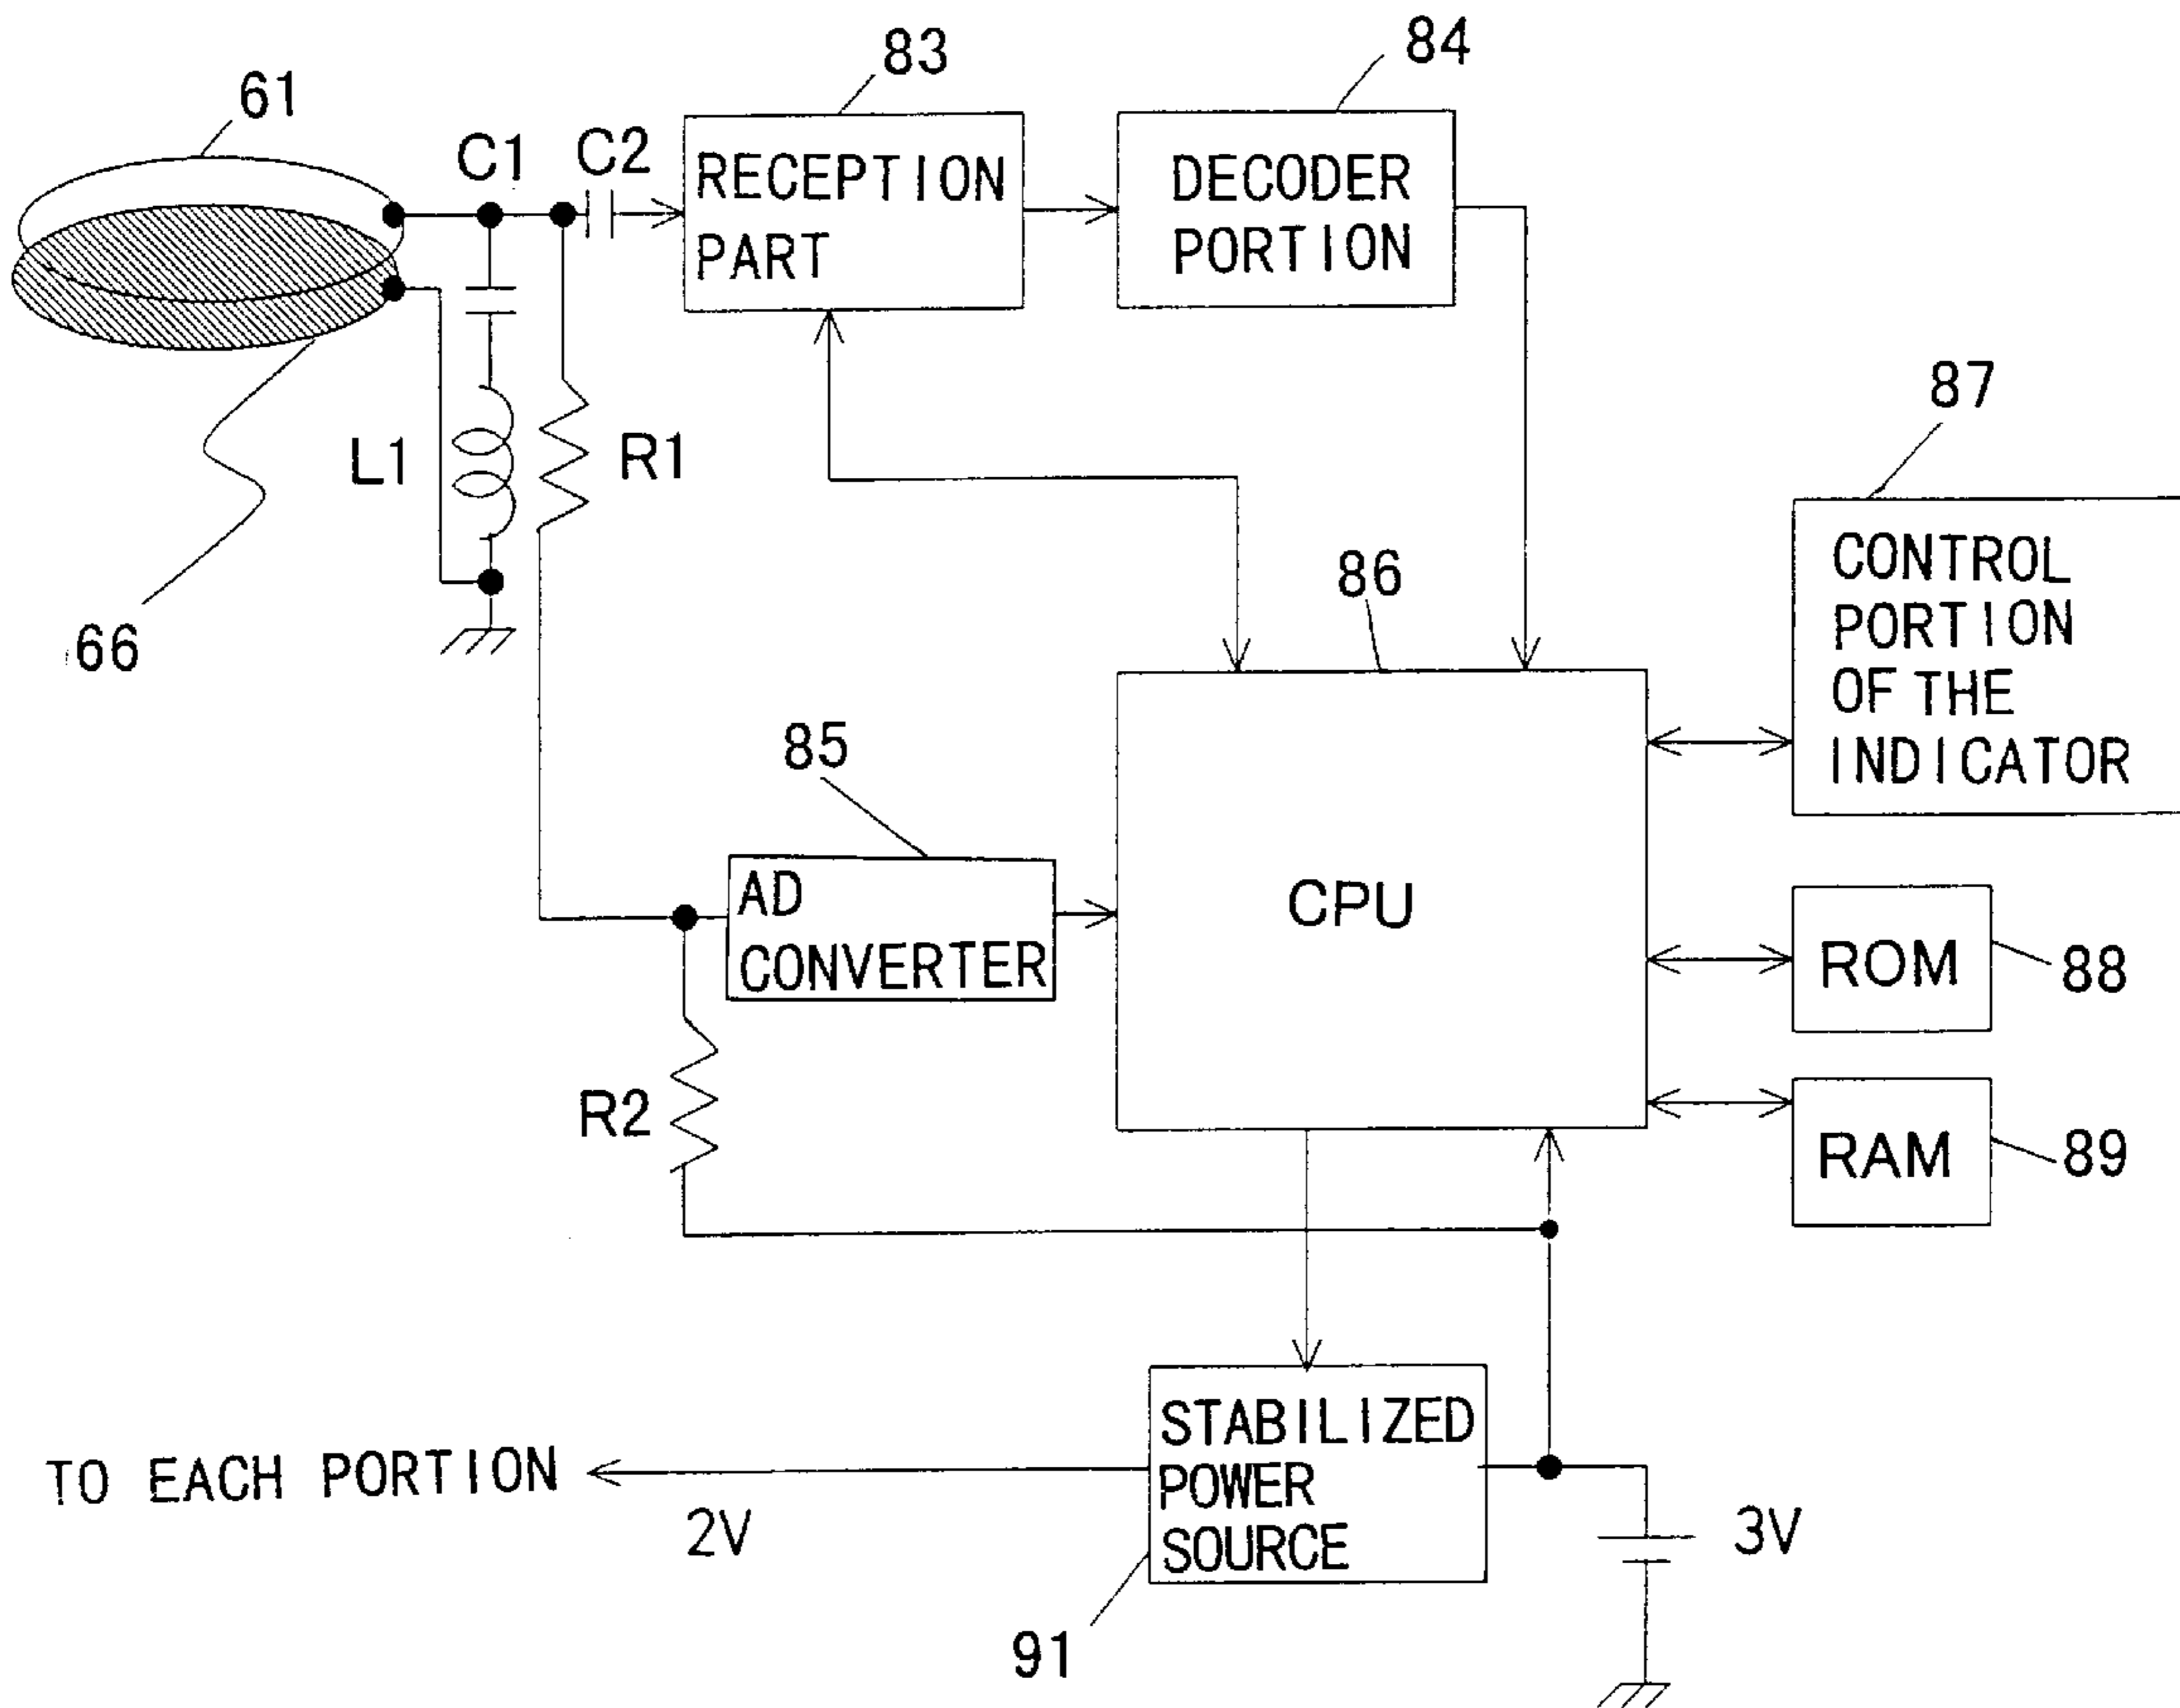 83
84
61
C1
C2
RECEPTION
PART
DECODER
PORTION
87
L1
R1
CONTROL
PORTION
OF THE
INDICATOR
86
66
85
AD
CONVERTER
CPU
ROM
88
R2
RAM
89
STABILIZED
POWER
SOURCE
TO EACH PORTION
2V
3V
91